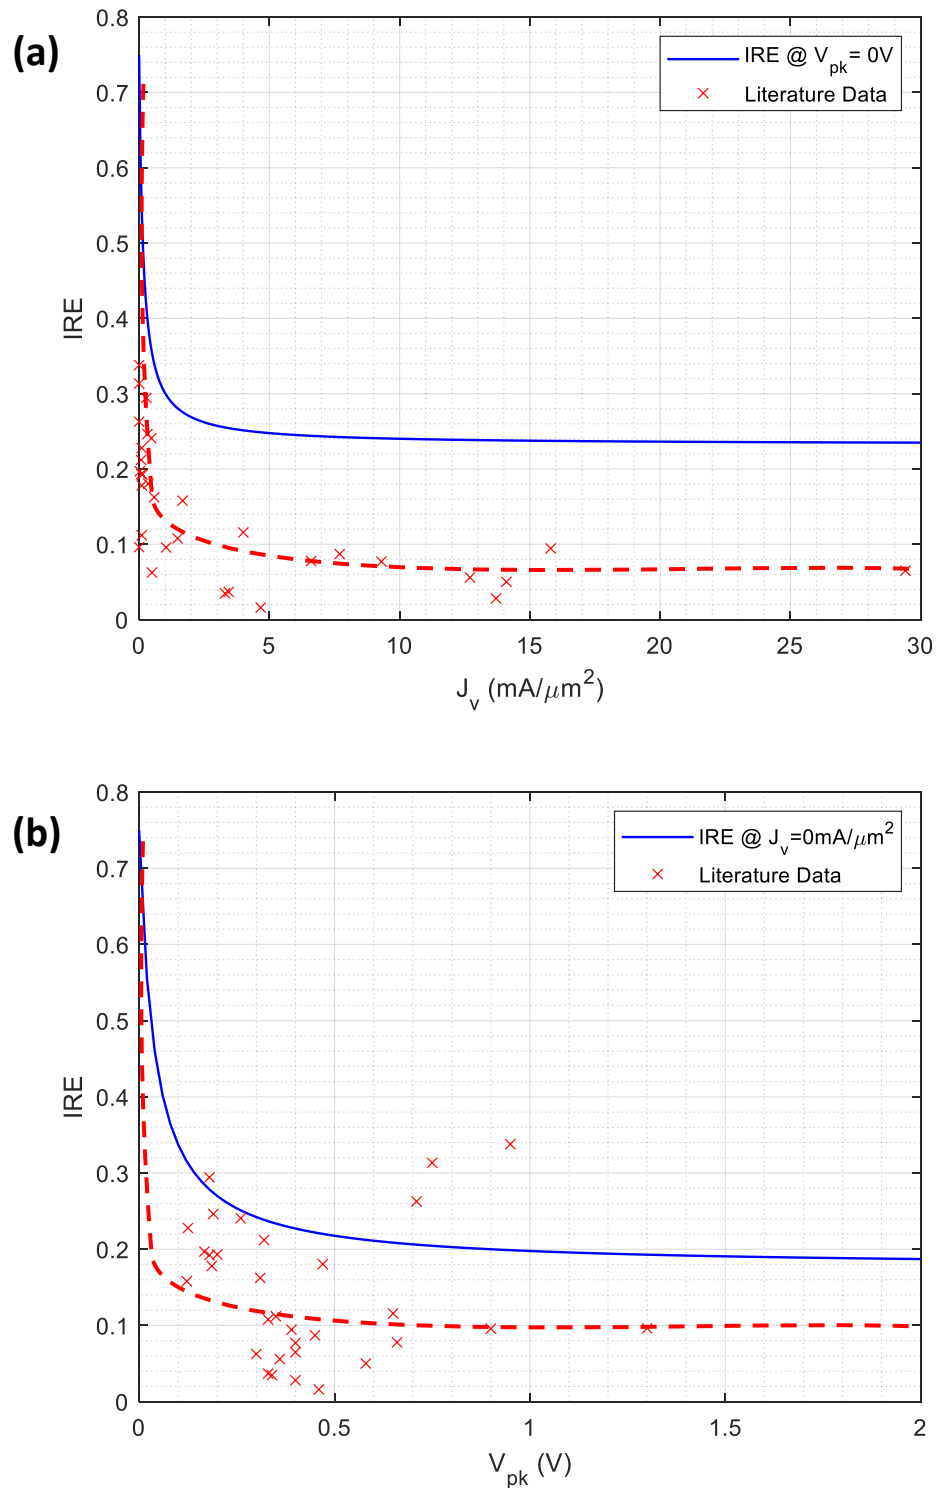 (a)
0.8
0.7
0.6
0.5
0.4
0.3
0.2
0.1
0
IRE
IRE @ V_pk= 0V
Literature Data
0 5 10 15 20 25 30
J_v (mA/μm^2)
(b)
0.8
0.7
0.6
0.5
0.4
0.3
0.2
0.1
0
IRE
IRE @ J_v=0mA/μm^2
Literature Data
0 0.5 1 1.5 2
V_pk (V)